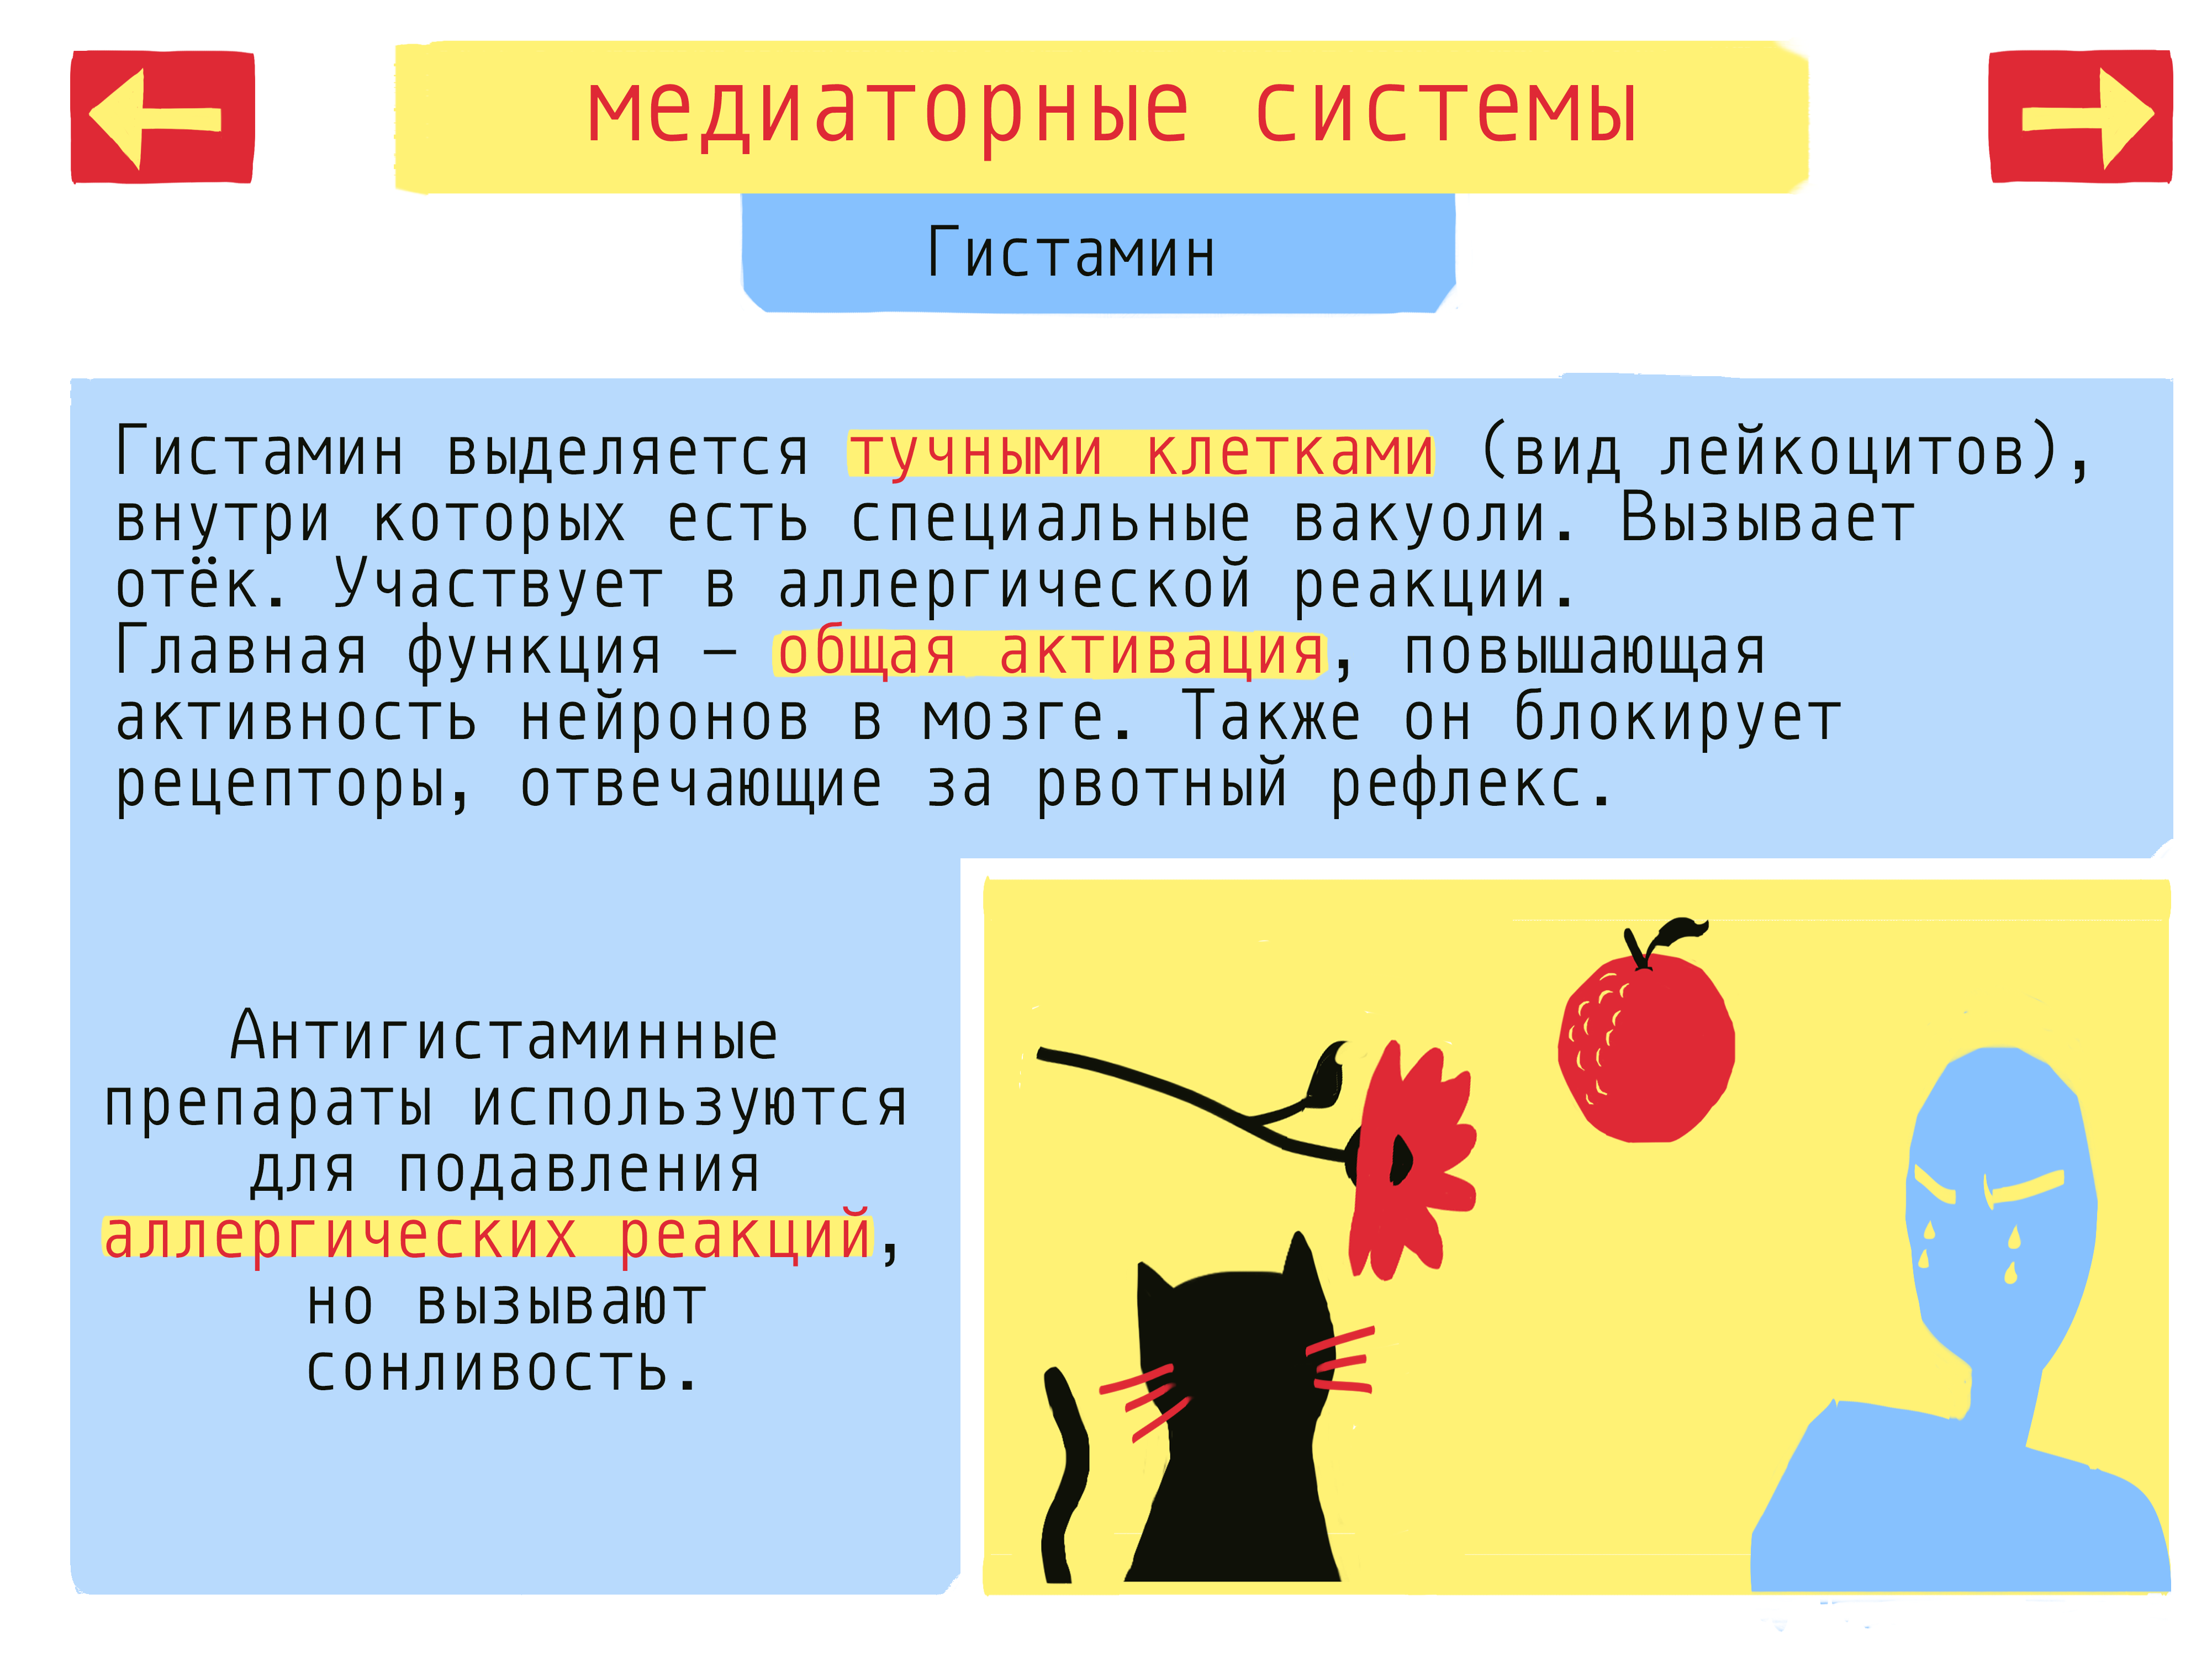 медиаторные системы
Гистамин
Гистамин выделяется тучными клетками (вид лейкоцитов),
внутри которых есть специальные вакуоли. Вызывает
отёк. Участвует в аллергической реакции.
Главная функция — общая активация, повышающая
активность нейронов в мозге. Также он блокирует
рецепторы, отвечающие за рвотный рефлекс.
Антигистаминные
препараты используются
для подавления
аллергических реакций,
но вызывают
сонливость.